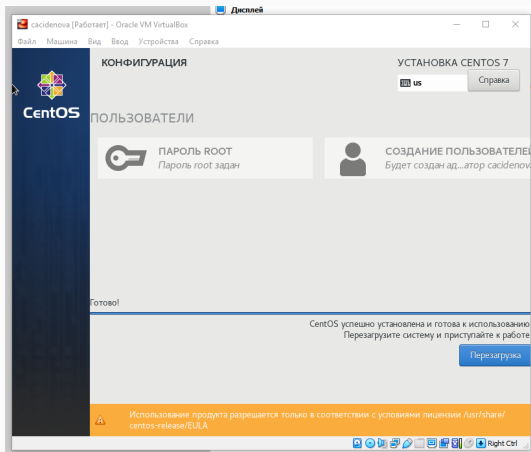 Дисплей
cacidenova [Работает] - Oracle VM VirtualBox
Файл Машина Вид Ввод Устройства Справка
КОНФИГУРАЦИЯ
УСТАНОВКА CENTOS 7
us
Справка
CentOS
ПОЛЬЗОВАТЕЛИ
ПАРОЛЬ ROOT
Пароль root задан
СОЗДАНИЕ ПОЛЬЗОВАТЕЛЕЙ
Будет создан ад...атор cacidenova
Готово!
CentOS успешно установлена и готова к использованию
Перезагрузите систему и приступайте к работе
Перезагрузка
Использование продукта разрешается только в соответствии с условиями лицензии /usr/share/
centos-release/EULA
Right Ctrl